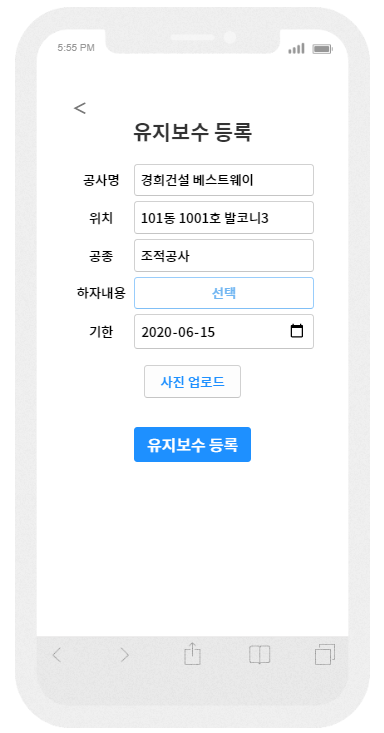 5:55 PM
<
유지보수 등록
공사명 경희건설 베스트웨이
위치 101동 1001호 발코니3
공종 조적공사
하자내용 선택
기한 2020-06-15
사진 업로드
유지보수 등록